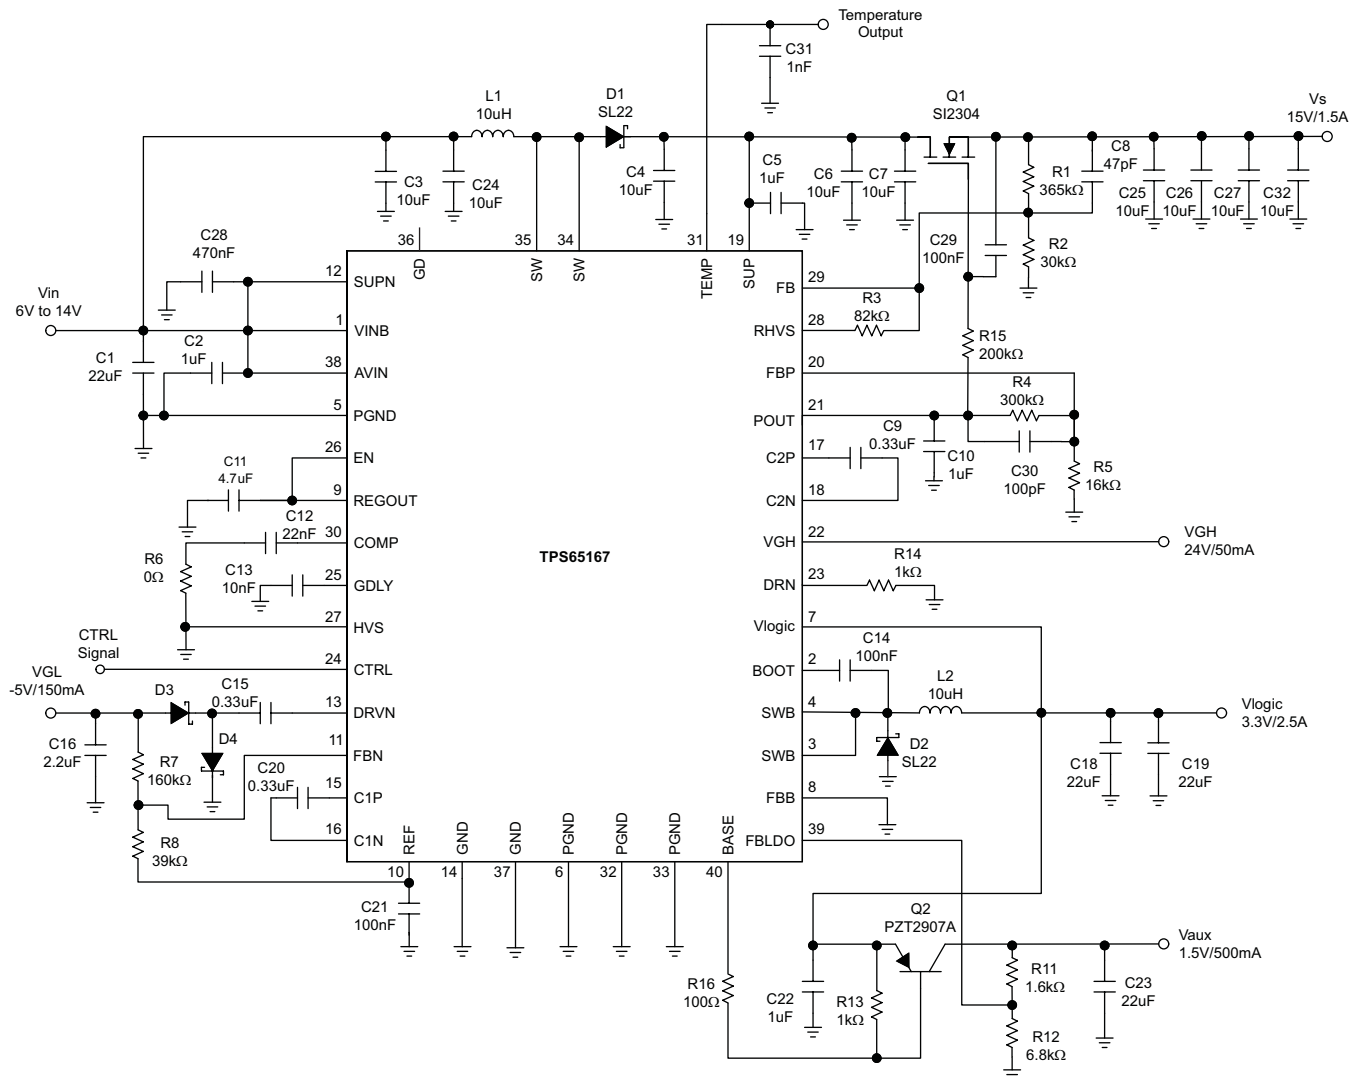 Temperature
Output
C31
1nF
L1
10uH
D1
SL22
Q1
SI2304
Vs
15V/1.5A
C3
10uF
C24
10uF
C4
10uF
C5
1uF
C6
10uF
C7
10uF
R1
365kΩ
C8
47pF
C25
10uF
C26
10uF
C27
10uF
C32
10uF
C29
100nF
R2
30kΩ
36
35
34
31
19
GD
SW
SW
TEMP
SUP
C28
470nF
12
SUPN
Vin
6V to 14V
1
VINB
C1
22uF
C2
1uF
38
AVIN
5
PGND
26
EN
C11
4.7uF
9
REGOUT
C12
22nF
30
COMP
R6
0Ω
C13
10nF
25
GDLY
27
HVS
CTRL
Signal
24
CTRL
VGL
-5V/150mA
D3
C15
0.33uF
13
DRVN
C16
2.2uF
R7
160kΩ
D4
11
FBN
C20
0.33uF
15
C1P
R8
39kΩ
16
C1N
TPS65167
FB
29
R3
82kΩ
RHVS
28
R15
200kΩ
FBP
20
R4
300kΩ
POUT
21
C9
0.33uF
C10
1uF
C30
100pF
R5
16kΩ
C2P
17
C2N
18
VGH
22
VGH
24V/50mA
R14
1kΩ
DRN
23
Vlogic
7
C14
100nF
BOOT
2
L2
10uH
SWB
4
Vlogic
3.3V/2.5A
SWB
3
D2
SL22
C18
22uF
C19
22uF
FBB
8
FBLDO
39
REF
GND
GND
PGND
PGND
PGND
BASE
10
14
37
6
32
33
40
C21
100nF
Q2
PZT2907A
Vaux
1.5V/500mA
R16
100Ω
C22
1uF
R13
1kΩ
R11
1.6kΩ
C23
22uF
R12
6.8kΩ